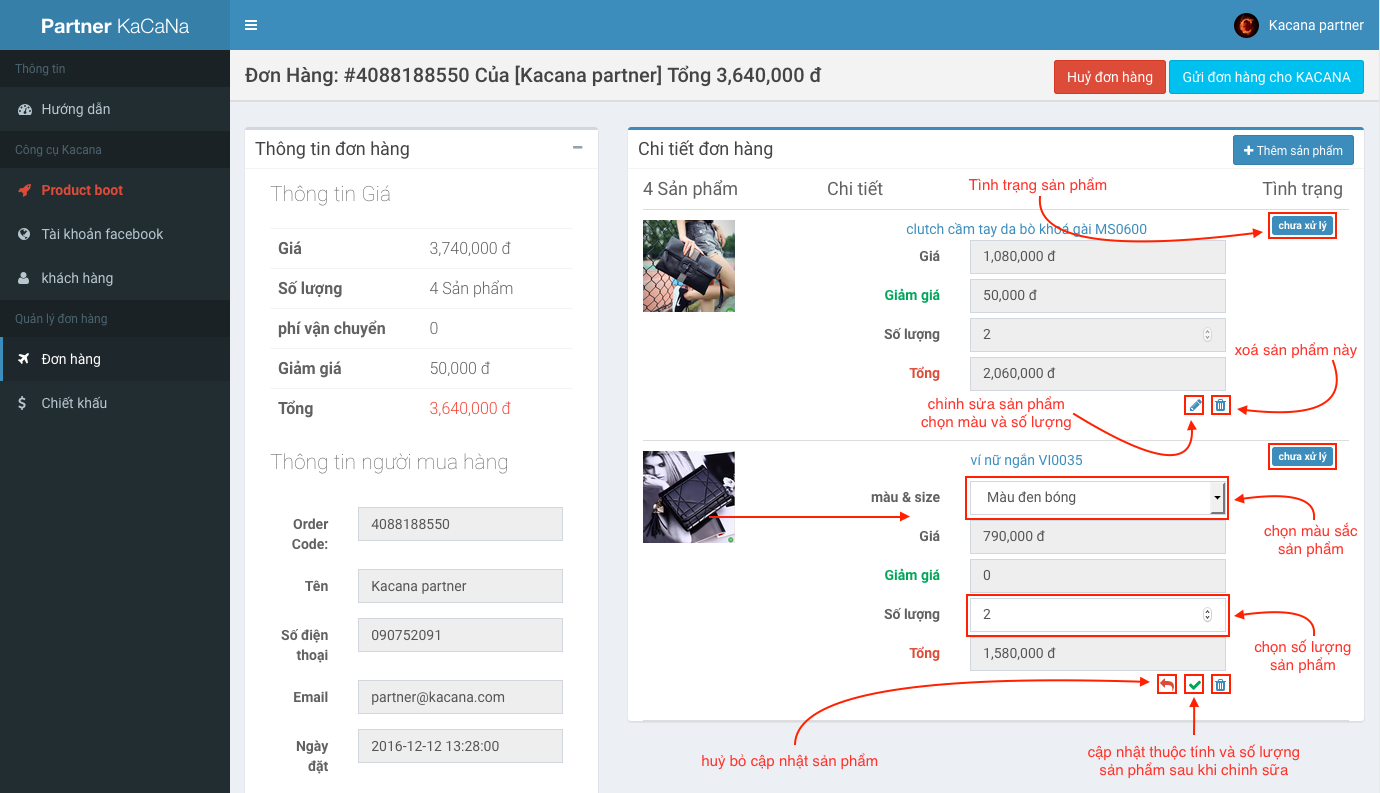 Partner KaCaNa
Kacana partner
Thông tin
Hướng dẫn
Công cụ Kacana
Product boot
Tài khoản facebook
khách hàng
Quản lý đơn hàng
Đơn hàng
Chiết khấu
Đơn Hàng: #4088188550 Của [Kacana partner] Tổng 3,640,000 đ
Huỷ đơn hàng
Gửi đơn hàng cho KACANA
Thông tin đơn hàng
Thông tin Giá
Giá 3,740,000 đ
Số lượng 4 Sản phẩm
phí vận chuyển 0
Giảm giá 50,000 đ
Tổng 3,640,000 đ
Thông tin người mua hàng
Order Code: 4088188550
Tên Kacana partner
Số điện thoại 090752091
Email partner@kacana.com
Ngày đặt 2016-12-12 13:28:00
Chi tiết đơn hàng
Thêm sản phẩm
4 Sản phẩm Chi tiết Tình trạng
Tình trạng sản phẩm
clutch cầm tay da bò khoá gài MS0600
chưa xử lý
Giá 1,080,000 đ
Giảm giá 50,000 đ
Số lượng 2
Tổng 2,060,000 đ
xoá sản phẩm này
chỉnh sửa sản phẩm
chọn màu và số lượng
ví nữ ngắn VI0035
chưa xử lý
màu & size Màu đen bóng
Giá 790,000 đ
Giảm giá 0
Số lượng 2
Tổng 1,580,000 đ
chọn màu sắc
sản phẩm
chọn số lượng
sản phẩm
huỷ bỏ cập nhật sản phẩm
cập nhật thuộc tính và số lượng
sản phẩm sau khi chỉnh sữa